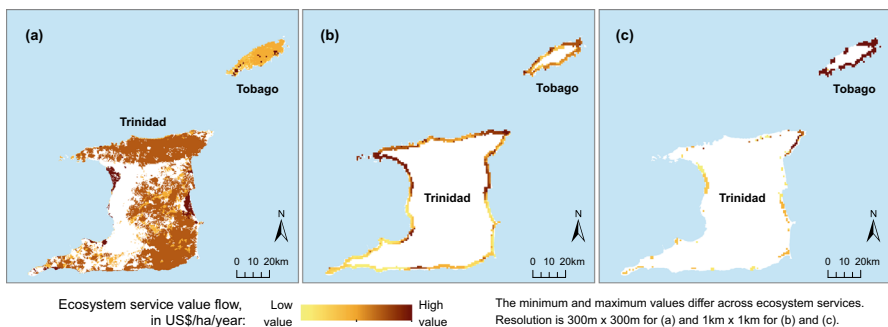 (a)
Tobago
Trinidad
N
0 10 20km
(b)
Tobago
Trinidad
N
0 10 20km
(c)
Tobago
Trinidad
N
0 10 20km
Ecosystem service value flow,
in US$/ha/year:
Low
value
High
value
The minimum and maximum values differ across ecosystem services.
Resolution is 300m x 300m for (a) and 1km x 1km for (b) and (c).